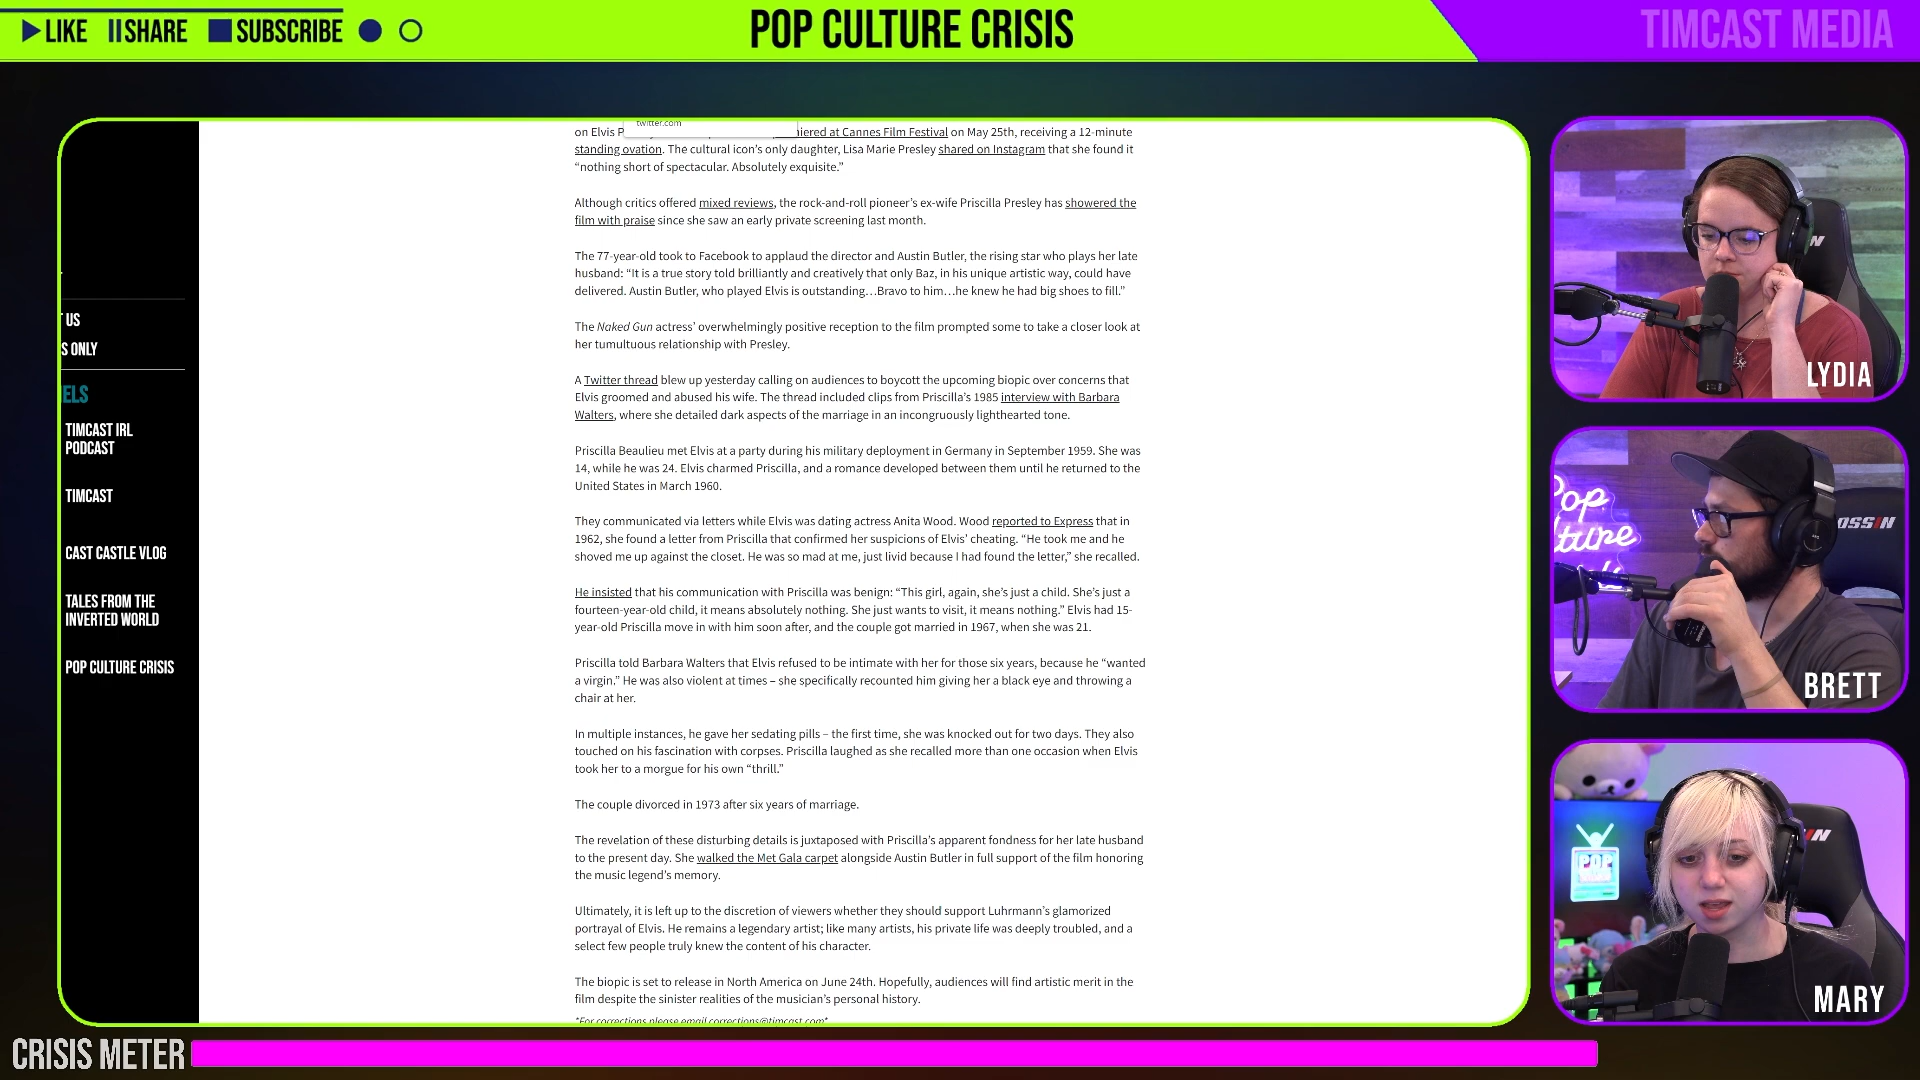 LIKE SHARE SUBSCRIBE
POP CULTURE CRISIS
TIMCAST MEDIA
twitter.com
on Elvis miered at Cannes Film Festival on May 25th, receiving a 12-minute
standing ovation. The cultural icon’s only daughter, Lisa Marie Presley shared on Instagram that she found it
“nothing short of spectacular. Absolutely exquisite.”
Although critics offered mixed reviews, the rock-and-roll pioneer’s ex-wife Priscilla Presley has showered the
film with praise since she saw an early private screening last month.
The 77-year-old took to Facebook to applaud the director and Austin Butler, the rising star who plays her late
husband: “It is a true story told brilliantly and creatively that only Baz, in his unique artistic way, could have
delivered. Austin Butler, who played Elvis is outstanding…Bravo to him…he knew he had big shoes to fill.”
The Naked Gun actress’ overwhelmingly positive reception to the film prompted some to take a closer look at
her tumultuous relationship with Presley.
A Twitter thread blew up yesterday calling on audiences to boycott the upcoming biopic over concerns that
Elvis groomed and abused his wife. The thread included clips from Priscilla’s 1985 interview with Barbara
Walters, where she detailed dark aspects of the marriage in an incongruously lighthearted tone.
Priscilla Beaulieu met Elvis at a party during his military deployment in Germany in September 1959. She was
14, while he was 24. Elvis charmed Priscilla, and a romance developed between them until he returned to the
United States in March 1960.
They communicated via letters while Elvis was dating actress Anita Wood. Wood reported to Express that in
1962, she found a letter from Priscilla that confirmed her suspicions of Elvis’ cheating. “He took me and he
shoved me up against the closet. He was so mad at me, just livid because I had found the letter,” she recalled.
He insisted that his communication with Priscilla was benign: “This girl, again, she’s just a child. She’s just a
fourteen-year-old child, it means absolutely nothing. She just wants to visit, it means nothing.” Elvis had 15-
year-old Priscilla move in with him soon after, and the couple got married in 1967, when she was 21.
Priscilla told Barbara Walters that Elvis refused to be intimate with her for those six years, because he “wanted
a virgin.” He was also violent at times – she specifically recounted him giving her a black eye and throwing a
chair at her.
In multiple instances, he gave her sedating pills – the first time, she was knocked out for two days. They also
touched on his fascination with corpses. Priscilla laughed as she recalled more than one occasion when Elvis
took her to a morgue for his own “thrill.”
The couple divorced in 1973 after six years of marriage.
The revelation of these disturbing details is juxtaposed with Priscilla’s apparent fondness for her late husband
to the present day. She walked the Met Gala carpet alongside Austin Butler in full support of the film honoring
the music legend’s memory.
Ultimately, it is left up to the discretion of viewers whether they should support Luhrmann’s glamorized
portrayal of Elvis. He remains a legendary artist; like many artists, his private life was deeply troubled, and a
select few people truly knew the content of his character.
The biopic is set to release in North America on June 24th. Hopefully, audiences will find artistic merit in the
film despite the sinister realities of the musician’s personal history.
*For corrections please email corrections@timcast.com*
T US
S ONLY
ELS
TIMCAST IRL
PODCAST
TIMCAST
CAST CASTLE VLOG
TALES FROM THE
INVERTED WORLD
POP CULTURE CRISIS
LYDIA
Pop
OSSIN
BRETT
POP
MARY
CRISIS METER